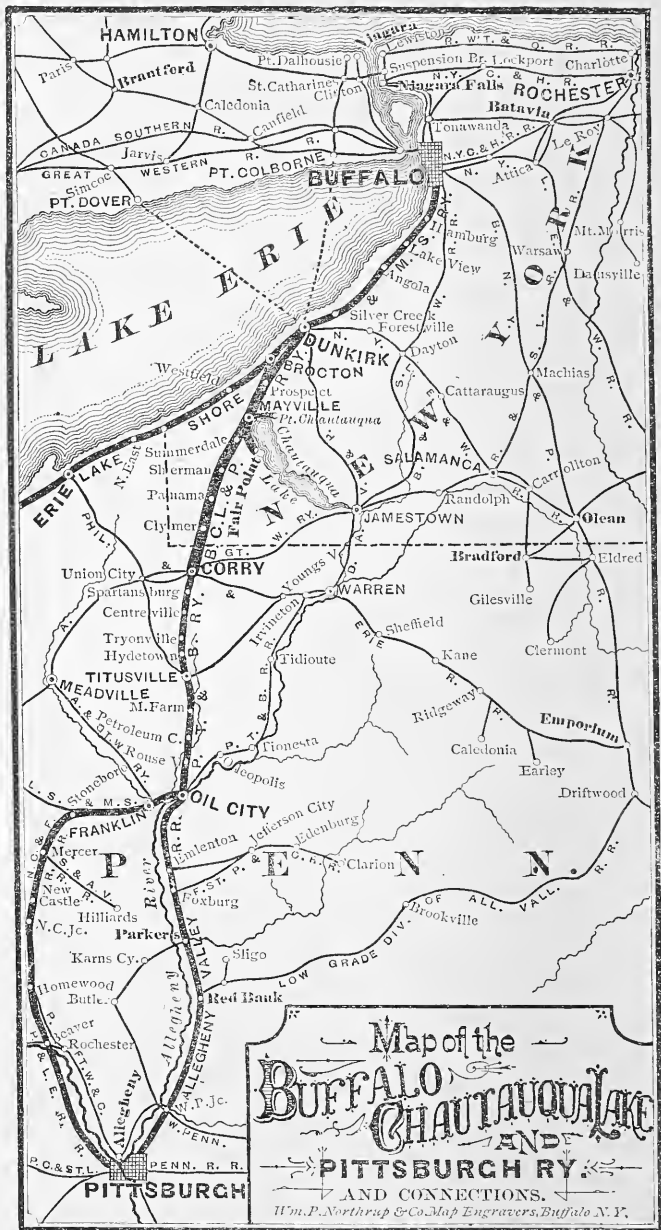 HAMILTON
Niagara
Lewiston
R. W. T. & O. R. R.
Paris
Pt. Dalhousie
Suspension Br.
Lockport
Charlotte
Brantford
St. Catharine
N.Y. C. & H. R.
Clifton
Niagara Falls
ROCHESTER
Caledonia
Batavia
Canfield
Tonawanda
Le Roy
CANADA SOUTHERN R. R.
Jarvis
N.Y.C. & H. R. R.
GREAT WESTERN R.
PT. COLBORNE
Attica
Simcoe
BUFFALO
PT. DOVER
Hamburg
Mt. Morris
Lake View
Warsaw
Dansville
Angola
LAKE ERIE
Silver Creek
Forestville
DUNKIRK
Dayton
BROCTON
Machias
Westfield
Prospect
Cattaraugus
MAYVILLE
Pt. Chautauqua
LAKE SHORE & M. S. RY.
Summerdale
Chautauqua Lake
SALAMANCA
Carrollton
N. East
Sherman
Fair Point
Randolph
Panama
ERIE
Olean
JAMESTOWN
Clymer
NEW YORK
B. C. L. & P. RY.
PHIL.
Bradford
Eldred
Union City
CORRY
Youngs V.
Spartansburg
WARREN
Gilesville
Centreville
Irvington
Tryonville
Sheffield
Clermont
Hydetown
Tidioute
Kane
TITUSVILLE
MEADVILLE
M. Farm
Ridgeway
Emporium
Petroleum C.
Rouse V.
Caledonia
P. T. & B. R. R.
Tionesta
Earley
Oleopolis
Stoneboro
Driftwood
L. S. & M. S.
OIL CITY
FRANKLIN
Jefferson City
Emlenton
Edenburg
Mercer
Clarion
PENN.
New Castle
Foxburg
Hilliards
Brookville
N.C.Jc.
Parkers
Sligo
Karns Cy.
LOW GRADE DIV. OF ALL. VALL. R. R.
Homewood
Butler
Red Bank
Allegheny River
ALLEGHENY VALLEY R. R.
Beaver
Rochester
P. FT. W. & C.
P. & L. E. R. R.
Allegheny
W.P.Jc.
W. PENN.
P.C. & ST.L.
PENN. R. R.
PITTSBURGH
Map of the
BUFFALO
CHAUTAUQUA LAKE
AND
PITTSBURGH RY.
AND CONNECTIONS.
Wm. P. Northrup & Co. Map Engravers, Buffalo N. Y.